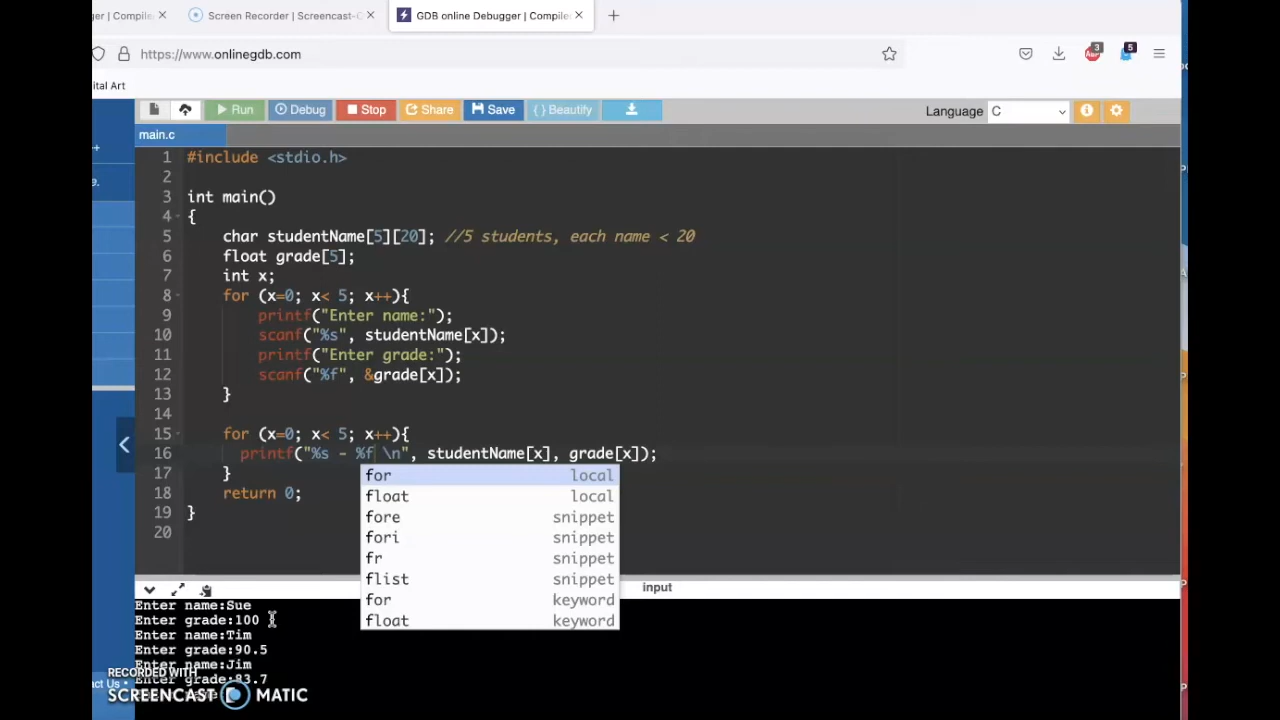 ger | Compile
Screen Recorder | Screencast-O
GDB online Debugger | Compiler
https://www.onlinegdb.com
3
5
ital Art
Run
Debug
Stop
Share
Save
{ } Beautify
Language C
main.c
1 #include <stdio.h>
2
3 int main()
4 {
5 char studentName[5][20]; //5 students, each name < 20
6 float grade[5];
7 int x;
8 for (x=0; x< 5; x++){
9 printf("Enter name:");
10 scanf("%s", studentName[x]);
11 printf("Enter grade:");
12 scanf("%f", &grade[x]);
13 }
14
15 for (x=0; x< 5; x++){
16 printf("%s - %f \n", studentName[x], grade[x]);
17 }
18 return 0;
19 }
20
for local
float local
fore snippet
fori snippet
fr snippet
flist snippet
for keyword
float keyword
input
Enter name:Sue
Enter grade:100
Enter name:Tim
Enter grade:90.5
Enter name:Jim
RECORDED WITH
SCREENCAST MATIC